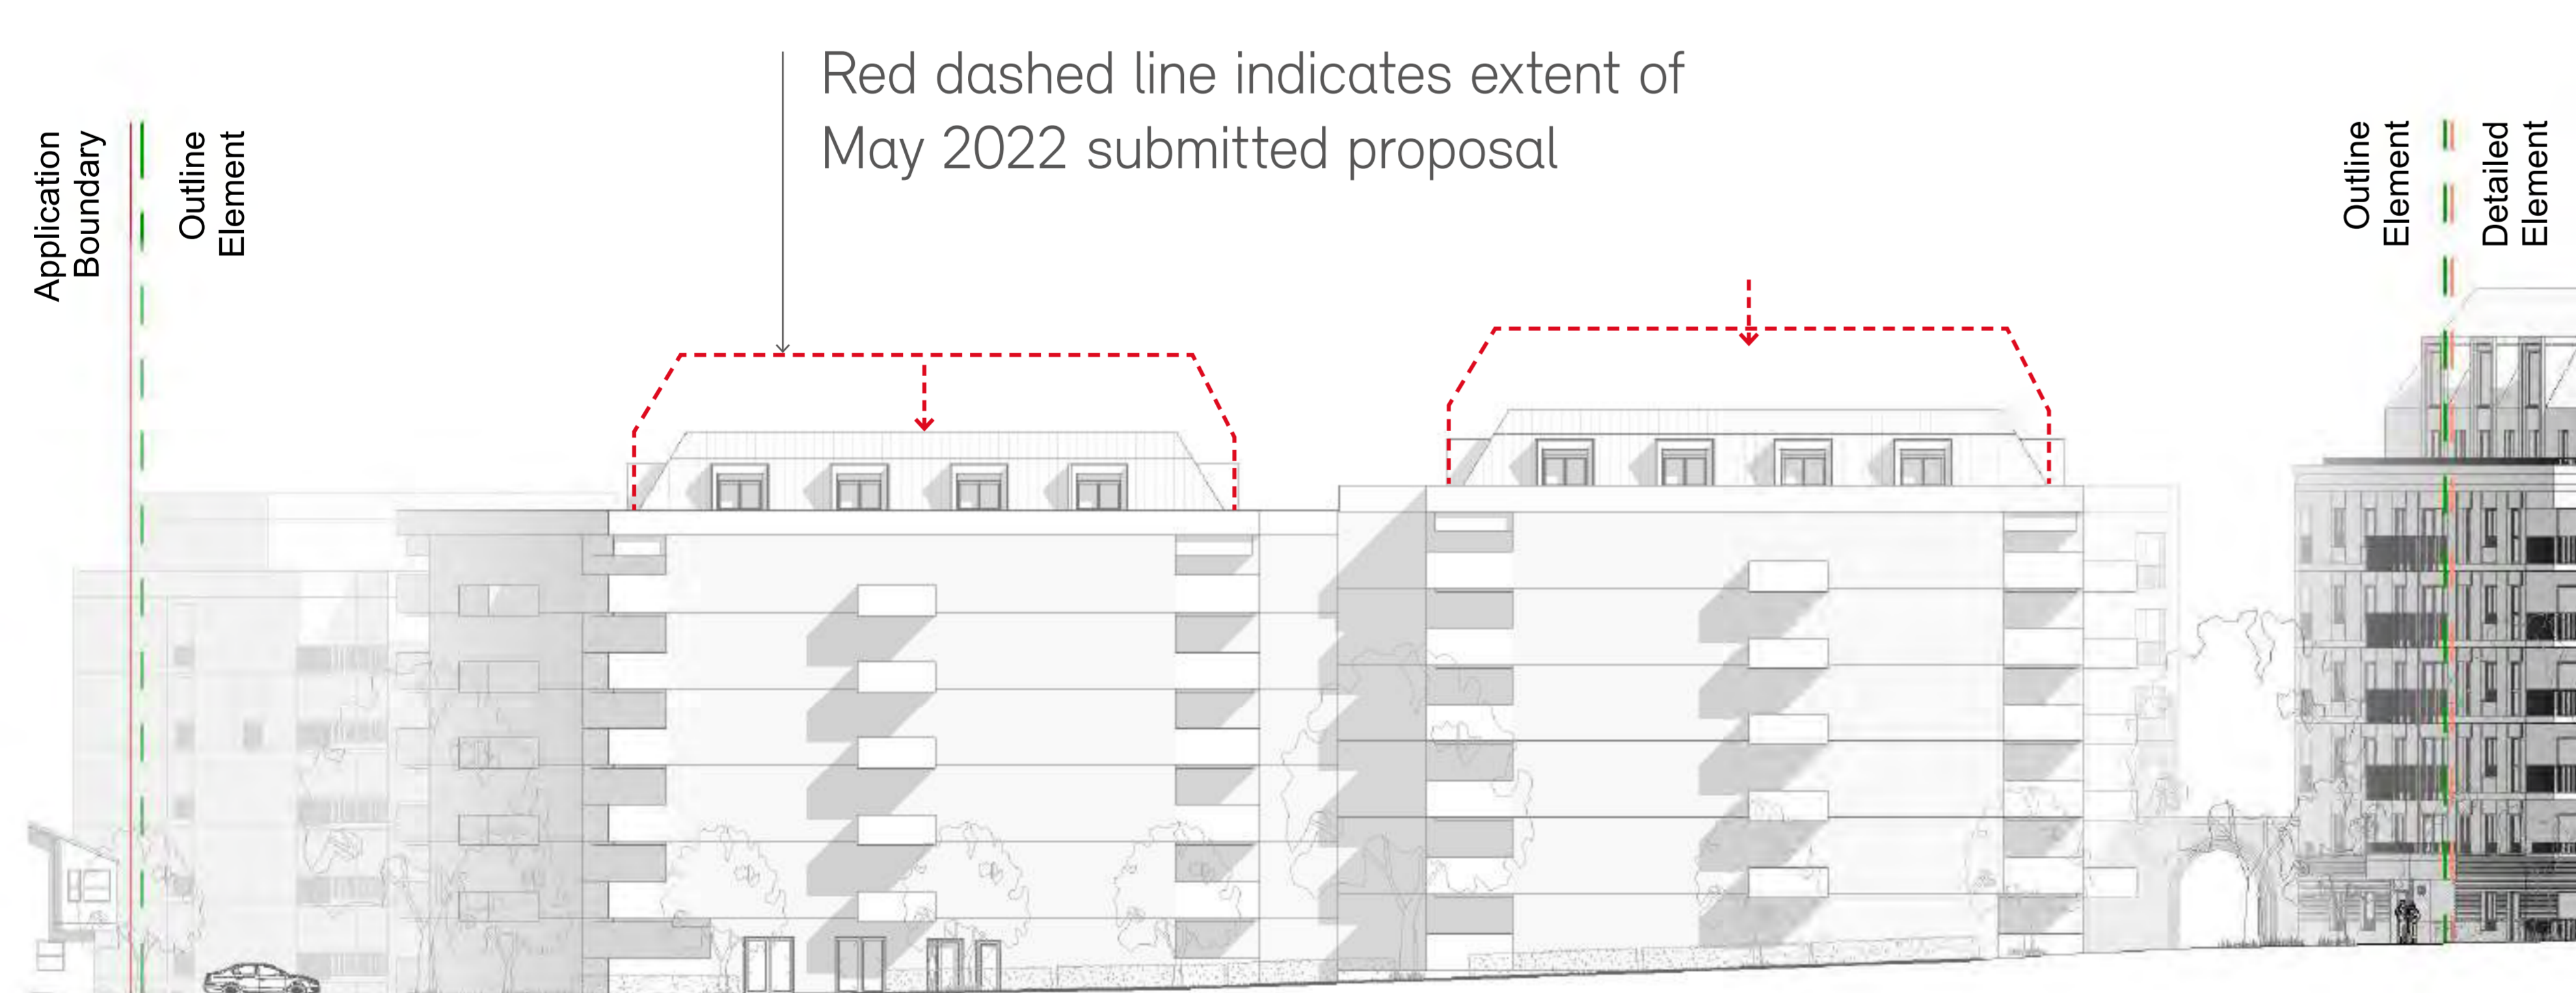 Red dashed line indicates extent of
May 2022 submitted proposal
Application
Boundary
Outline
Element
Outline
Element
Detailed
Element